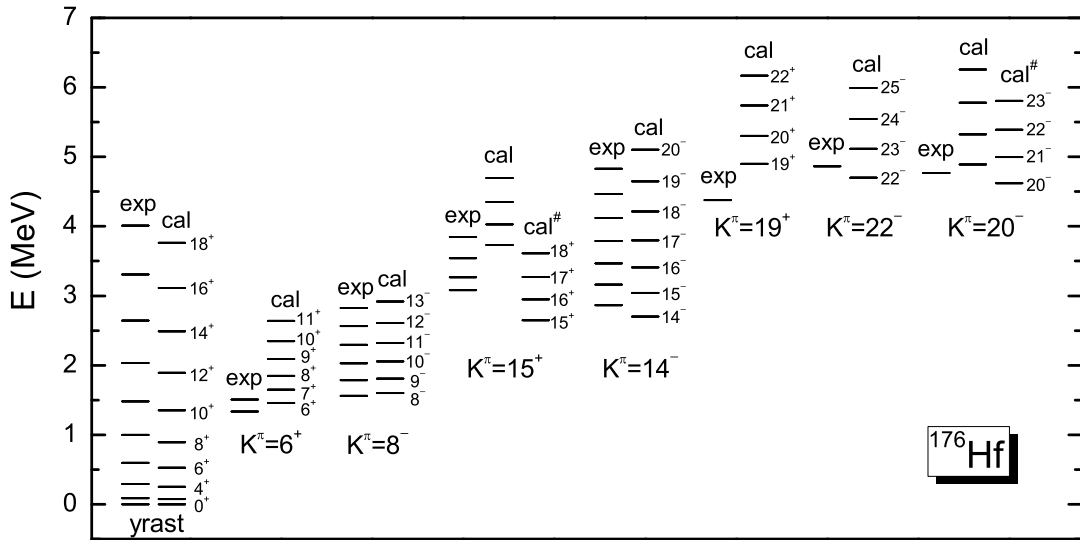 E (MeV)
7
6
5
4
3
2
1
0
exp
cal
18⁺
16⁺
14⁺
12⁺
10⁺
8⁺
6⁺
4⁺
0⁺
yrast
exp
cal
11⁺
10⁺
9⁺
8⁺
7⁺
6⁺
Kπ=6⁺
exp
cal
13⁻
12⁻
11⁻
10⁻
9⁻
8⁻
Kπ=8⁻
exp
cal
cal#
18⁺
17⁺
16⁺
15⁺
Kπ=15⁺
exp
cal
20⁻
19⁻
18⁻
17⁻
16⁻
15⁻
14⁻
Kπ=14⁻
exp
cal
22⁺
21⁺
20⁺
19⁺
Kπ=19⁺
exp
cal
25⁻
24⁻
23⁻
22⁻
Kπ=22⁻
exp
cal
cal#
23⁻
22⁻
21⁻
20⁻
Kπ=20⁻
¹⁷⁶Hf